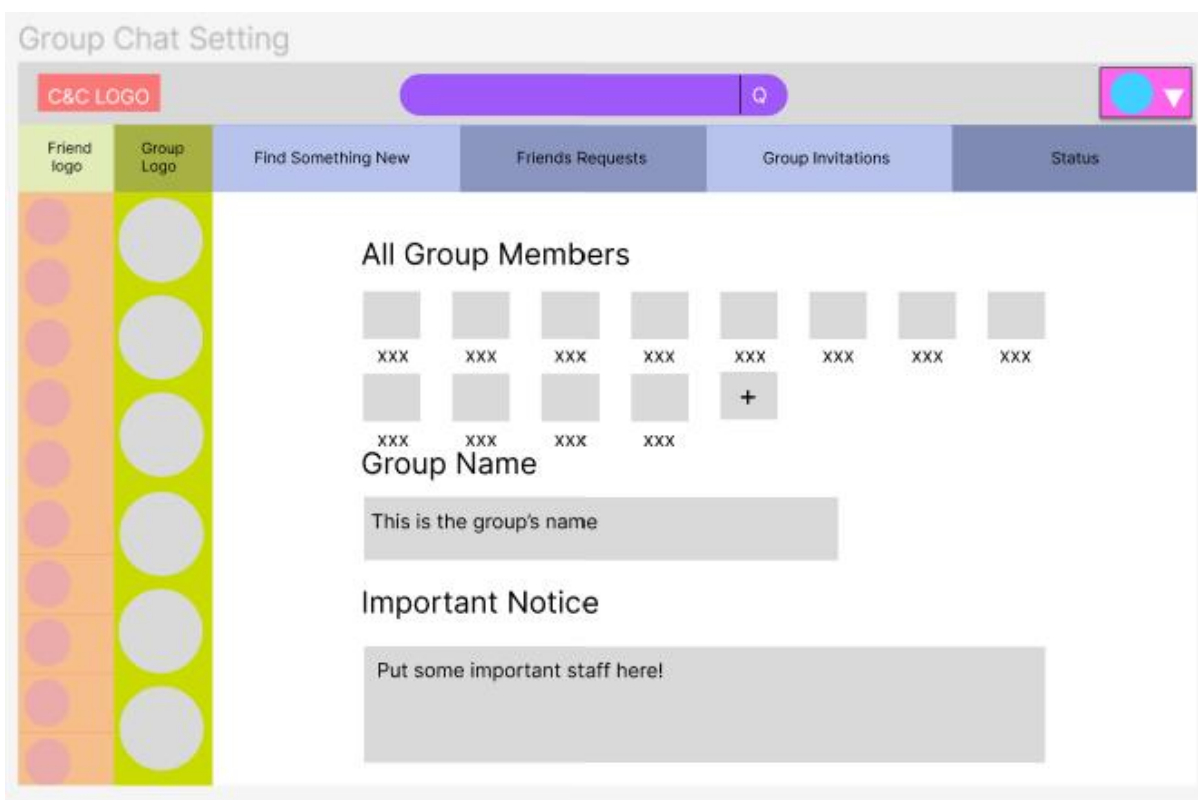 Group Chat Setting
C&C LOGO
Q
Friend
logo
Group
Logo
Find Something New
Friends Requests
Group Invitations
Status
All Group Members
xxx xxx xxx xxx xxx xxx xxx xxx
+
xxx xxx xxx xxx
Group Name
This is the group's name
Important Notice
Put some important staff here!